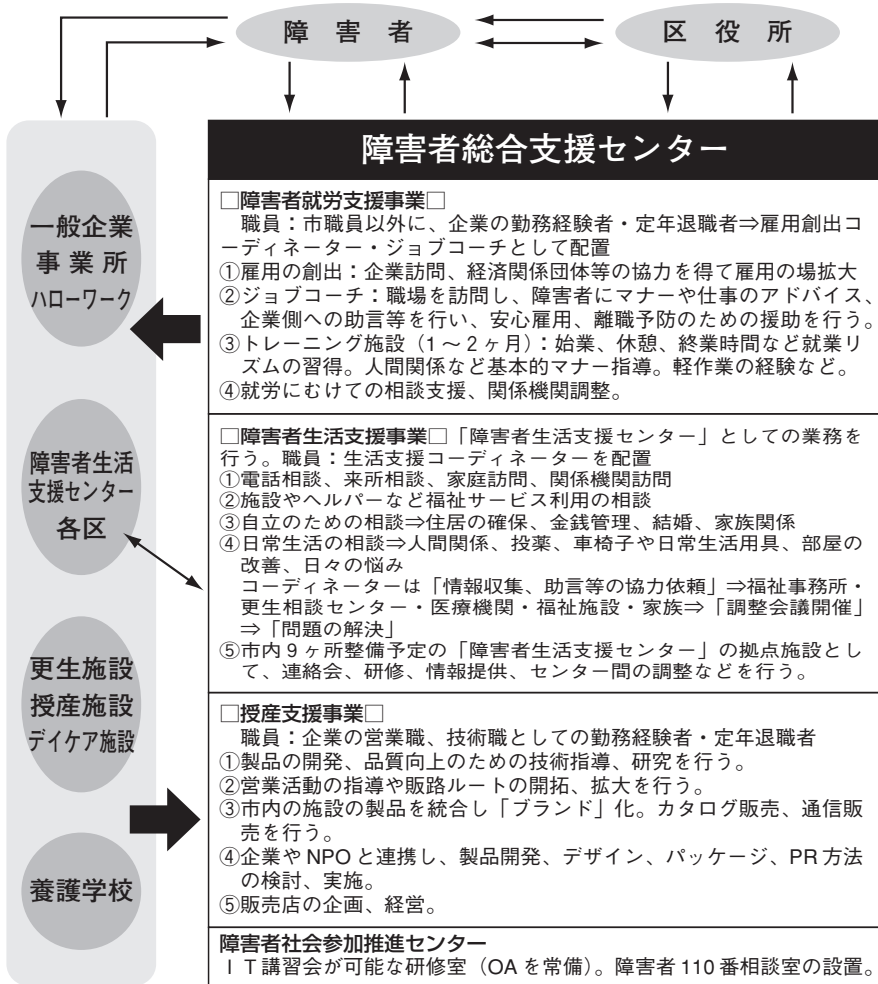 障害者
区役所
一般企業
事業所
ハローワーク
障害者生活
支援センター
各区
更生施設
授産施設
デイケア施設
養護学校
障害者総合支援センター
□障害者就労支援事業□
職員：市職員以外に、企業の勤務経験者・定年退職者⇒雇用創出コ
ーディネーター・ジョブコーチとして配置
①雇用の創出：企業訪問、経済関係団体等の協力を得て雇用の場拡大
②ジョブコーチ：職場を訪問し、障害者にマナーや仕事のアドバイス、
企業側への助言等を行い、安心雇用、離職予防のための援助を行う。
③トレーニング施設（1～2ヶ月）：始業、休憩、終業時間など就業リ
ズムの習得。人間関係など基本的マナー指導。軽作業の経験など。
④就労にむけての相談支援、関係機関調整。
□障害者生活支援事業□「障害者生活支援センター」としての業務を
行う。職員：生活支援コーディネーターを配置
①電話相談、来所相談、家庭訪問、関係機関訪問
②施設やヘルパーなど福祉サービス利用の相談
③自立のための相談⇒住居の確保、金銭管理、結婚、家族関係
④日常生活の相談⇒人間関係、投薬、車椅子や日常生活用具、部屋の
改善、日々の悩み
コーディネーターは「情報収集、助言等の協力依頼」⇒福祉事務所・
更生相談センター・医療機関・福祉施設・家族⇒「調整会議開催」
⇒「問題の解決」
⑤市内9ヶ所整備予定の「障害者生活支援センター」の拠点施設とし
て、連絡会、研修、情報提供、センター間の調整などを行う。
□授産支援事業□
職員：企業の営業職、技術職としての勤務経験者・定年退職者
①製品の開発、品質向上のための技術指導、研究を行う。
②営業活動の指導や販路ルートの開拓、拡大を行う。
③市内の施設の製品を統合し「ブランド」化。カタログ販売、通信販
売を行う。
④企業やNPOと連携し、製品開発、デザイン、パッケージ、PR方法
の検討、実施。
⑤販売店の企画、経営。
障害者社会参加推進センター
ＩＴ講習会が可能な研修室（OAを常備）。障害者110番相談室の設置。